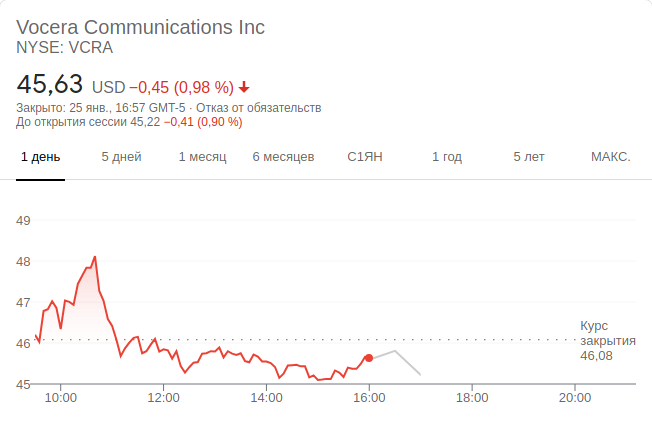 Vocera Communications Inc
NYSE: VCRA
45,63 USD −0,45 (0,98 %)
Закрыто: 25 янв., 16:57 GMT-5 · Отказ от обязательств
До открытия сессии 45,22 −0,41 (0,90 %)
1 день 5 дней 1 месяц 6 месяцев С1ЯН 1 год 5 лет МАКС.
49
48
47
46
45
Курс
закрытия
46,08
10:00 12:00 14:00 16:00 18:00 20:00